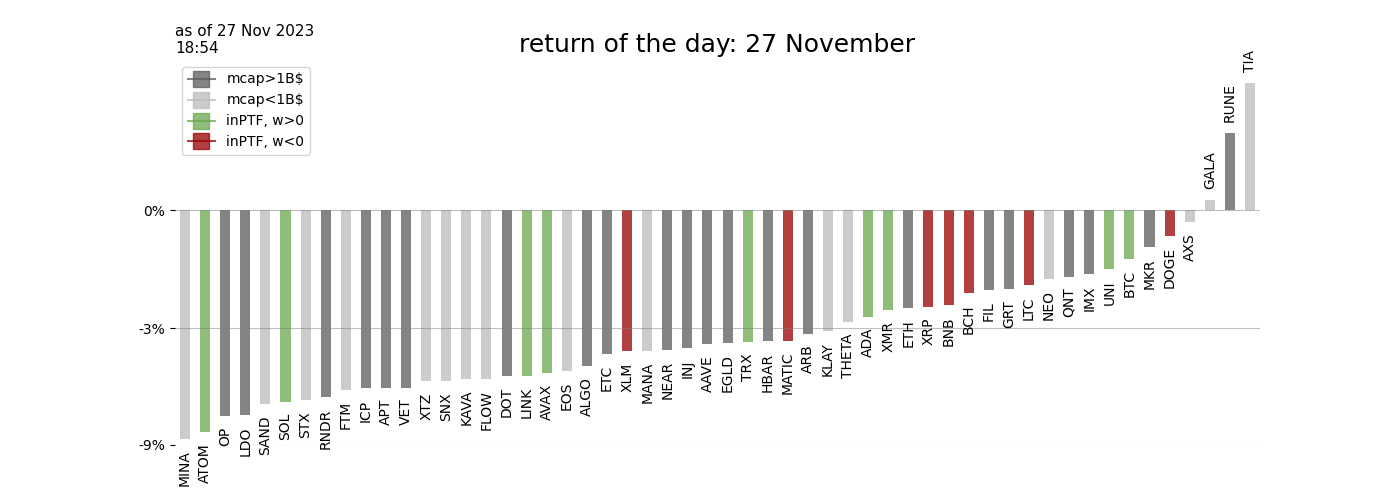 as of 27 Nov 2023
18:54
return of the day: 27 November
mcap>1B$
mcap<1B$
inPTF, w>0
inPTF, w<0
0%
-3%
-9%
MINA
ATOM
OP
LDO
SAND
SOL
STX
RNDR
FTM
ICP
APT
VET
XTZ
SNX
KAVA
FLOW
DOT
LINK
AVAX
EOS
ALGO
ETC
XLM
MANA
NEAR
INJ
AAVE
EGLD
TRX
HBAR
MATIC
ARB
KLAY
THETA
ADA
XMR
ETH
XRP
BNB
BCH
FIL
GRT
LTC
NEO
QNT
IMX
UNI
BTC
MKR
DOGE
AXS
GALA
RUNE
TIA